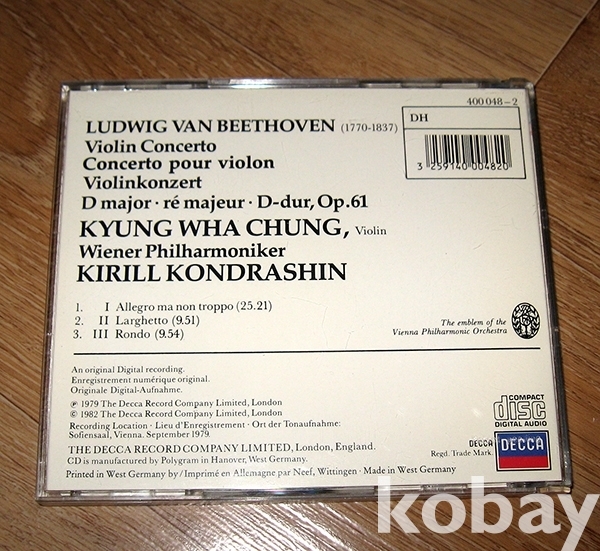 400 048-2
DH
3 259140 004820
LUDWIG VAN BEETHOVEN (1770-1837)
Violin Concerto
Concerto pour violon
Violinkonzert
D major · ré majeur · D-dur, Op.61
KYUNG WHA CHUNG, Violin
Wiener Philharmoniker
KIRILL KONDRASHIN
1. I Allegro ma non troppo (25.21)
2. II Larghetto (9.51)
3. III Rondo (9.54)
The emblem of the
Vienna Philharmonic Orchestra
An original Digital recording.
Enregistrement numérique original.
Originale Digital-Aufnahme.
℗ 1979 The Decca Record Company Limited, London
© 1982 The Decca Record Company Limited, London
Recording Location · Lieu d'Enregistrement · Ort der Tonaufnahme:
Sofiensaal, Vienna. September 1979.
COMPACT
disc
DIGITAL AUDIO
THE DECCA RECORD COMPANY LIMITED, London, England.
CD is manufactured by Polygram in Hanover, West Germany.
DECCA
Regd. Trade Mark.
DECCA
Printed in West Germany by/Imprimé en Allemagne par Neef, Wittingen · Made in West Germany
kobay